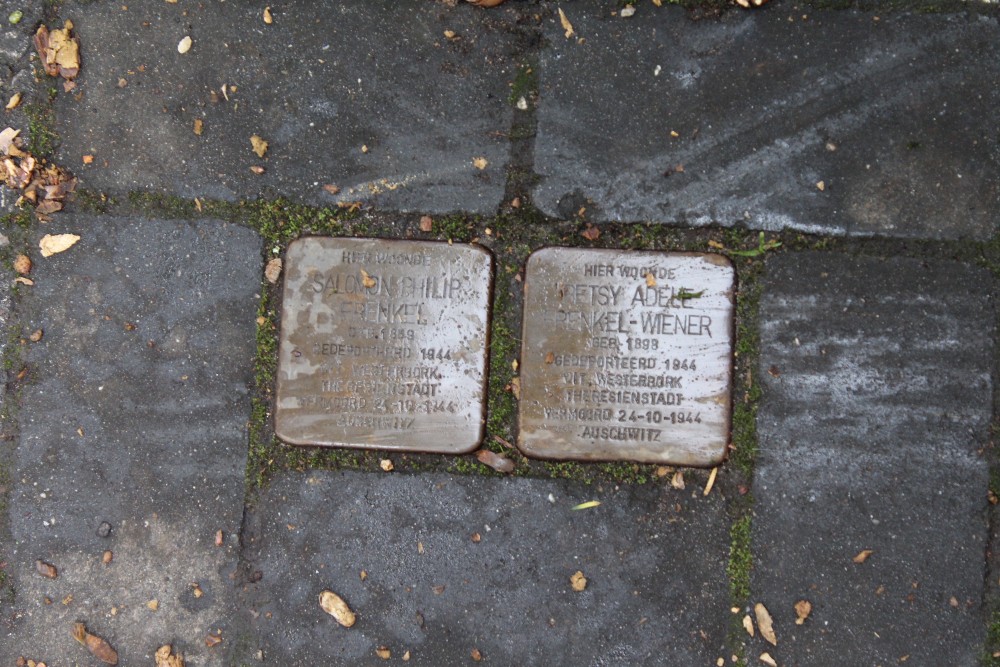 HIER WOONDE
SALOMON PHILIP
FRENKEL
GEDEPORTEERD 1944
WESTERBORK
THERESIENSTADT
VERMOORD 24-10-1944
AUSCHWITZ
HIER WOONDE
BETSY ADELE
FRENKEL-WIENER
GEB. 1898
GEDEPORTEERD 1944
UIT WESTERBORK
THERESIENSTADT
VERMOORD 24-10-1944
AUSCHWITZ